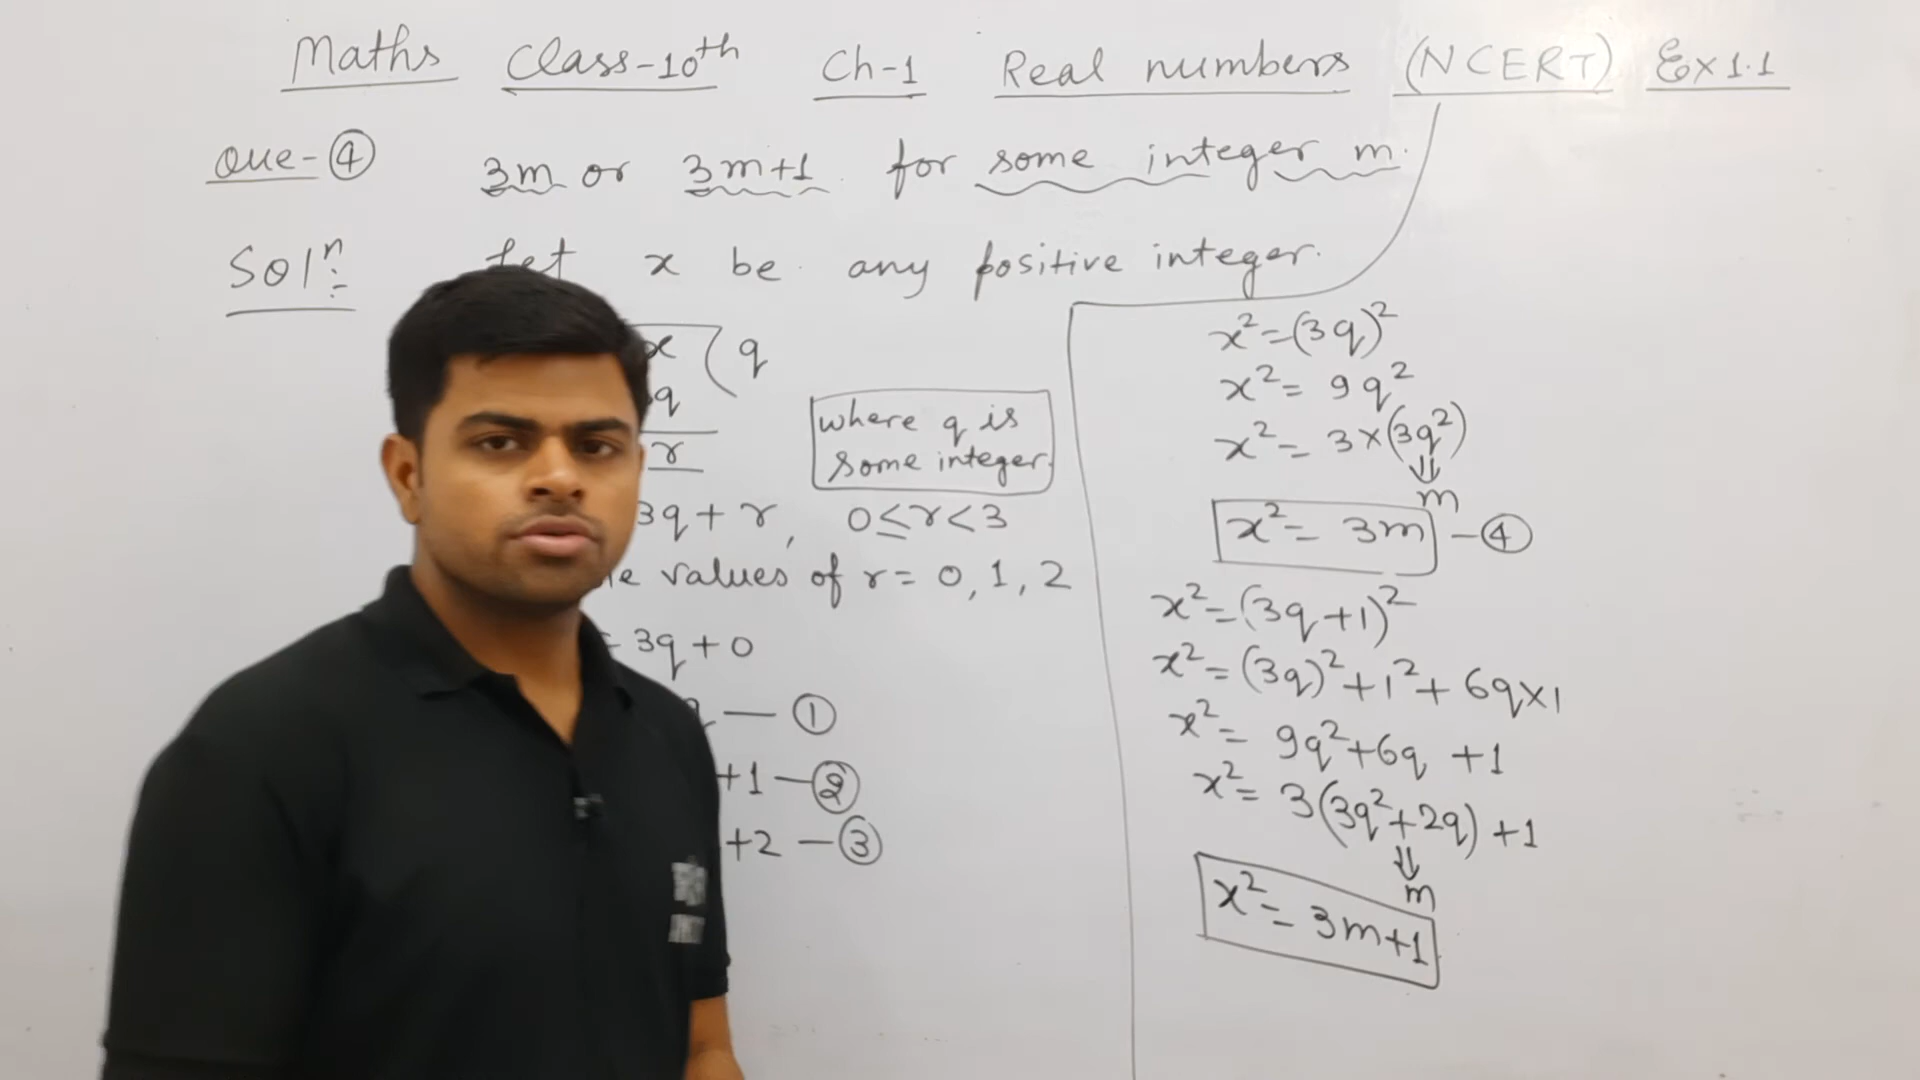 Maths Class-10th Ch-1 Real numbers (NCERT) Ex 1.1
Que-④ 3m or 3m+1 for some integer m.
Solⁿ:- Let x be any positive integer.
x ( q
q
r
where q is
some integer.
3q + r, 0≤r<3
values of r = 0, 1, 2
= 3q + 0
— ①
+1 — ②
+2 — ③
x² = (3q)²
x² = 9q²
x² = 3×(3q²)
⇓
m
x² = 3m — ④
x² = (3q+1)²
x² = (3q)²+1²+ 6q×1
x² = 9q²+6q +1
x² = 3(3q²+2q) +1
⇓
m
x² = 3m+1